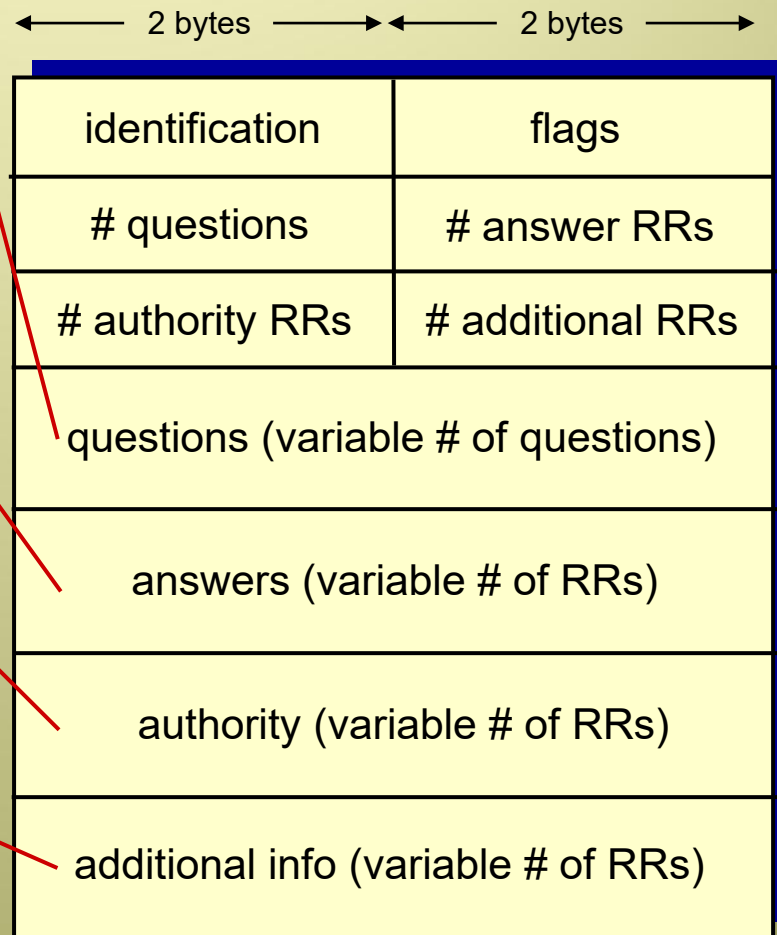 2 bytes 2 bytes
identification flags
# questions # answer RRs
# authority RRs # additional RRs
questions (variable # of questions)
answers (variable # of RRs)
authority (variable # of RRs)
additional info (variable # of RRs)